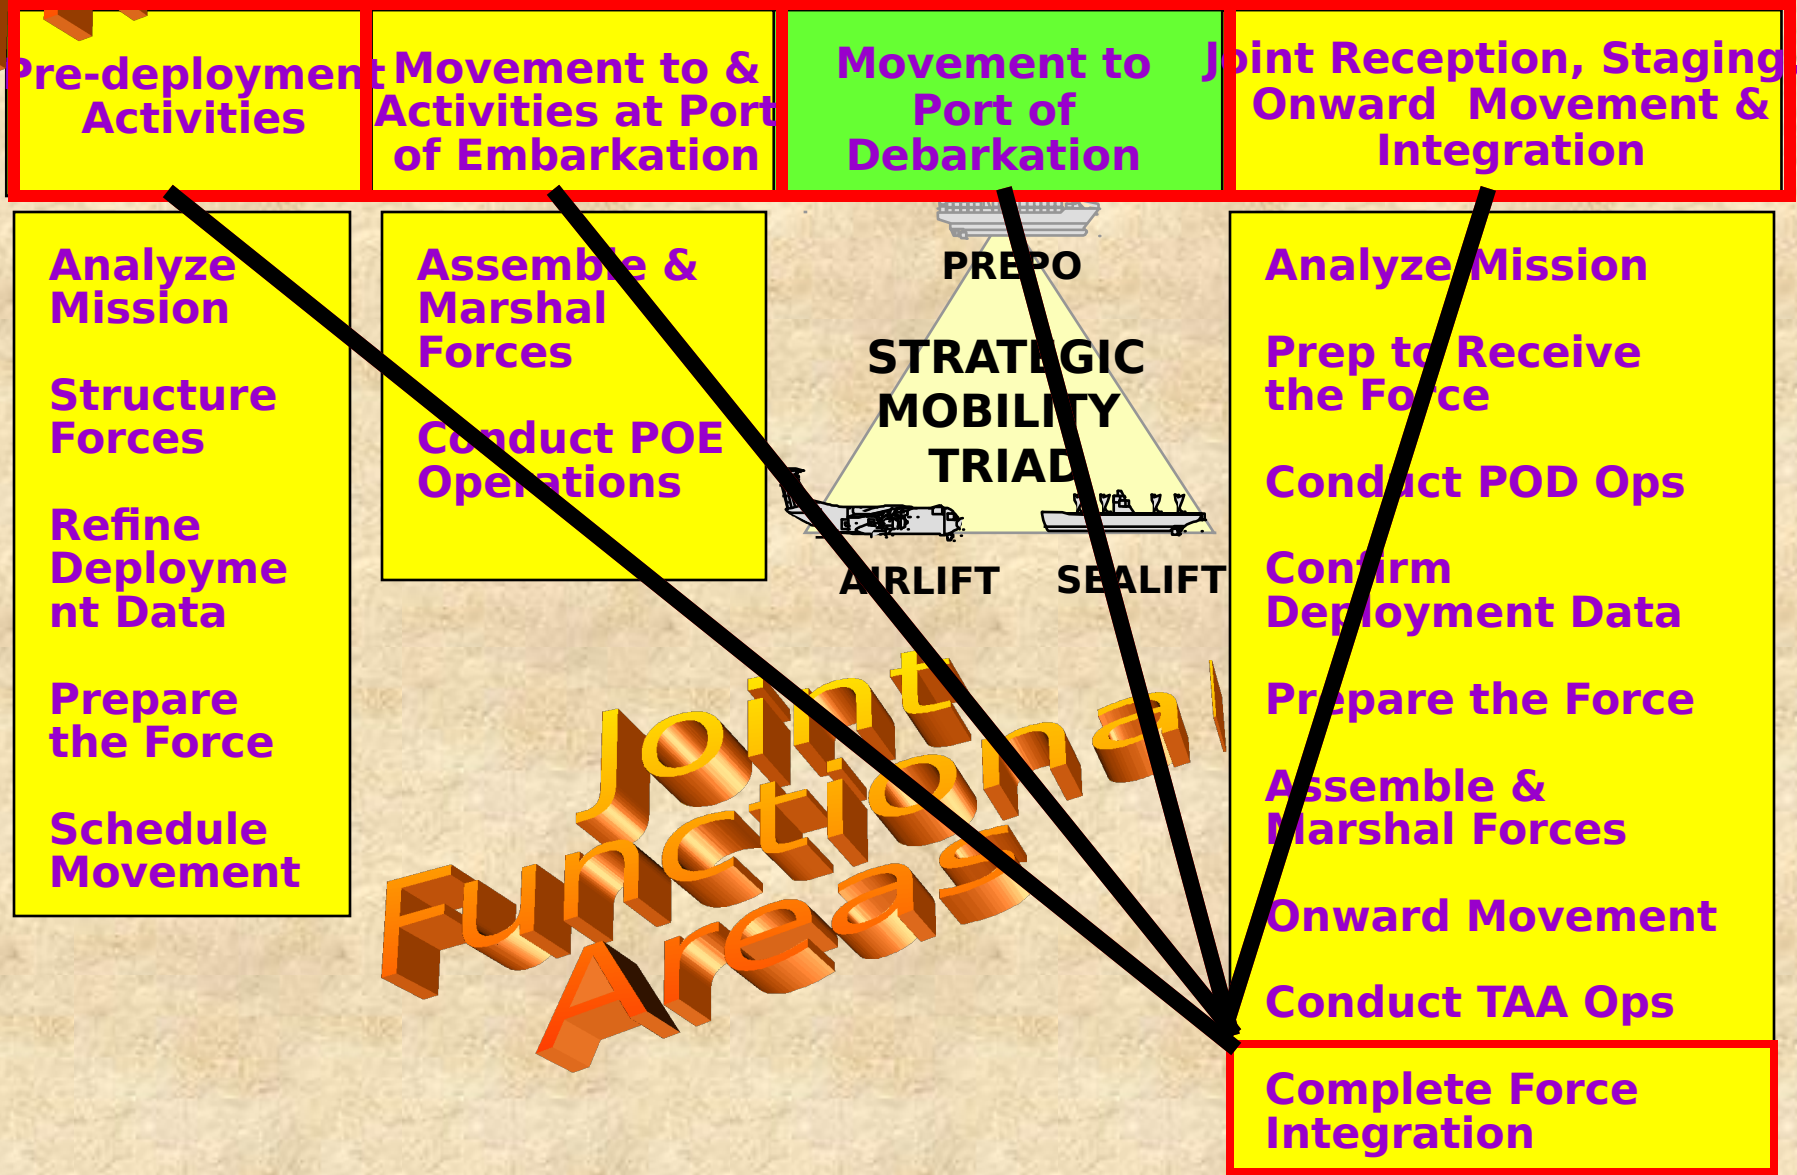 Pre-deployment
Activities
Movement to &
Activities at Port
of Embarkation
Movement to
Port of
Debarkation
Joint Reception, Staging,
Onward  Movement &
Integration
Analyze
Mission
Structure
Forces
Refine
Deployme
nt Data
Prepare
the Force
Schedule
Movement
Assemble &
Marshal
Forces
Conduct POE
Operations
PREPO
STRATEGIC
MOBILITY
TRIAD
AIRLIFT
SEALIFT
Joint
Functional
Areas
Analyze Mission
Prep to Receive
the Force
Conduct POD Ops
Confirm
Deployment Data
Prepare the Force
Assemble &
Marshal Forces
Onward Movement
Conduct TAA Ops
Complete Force
Integration